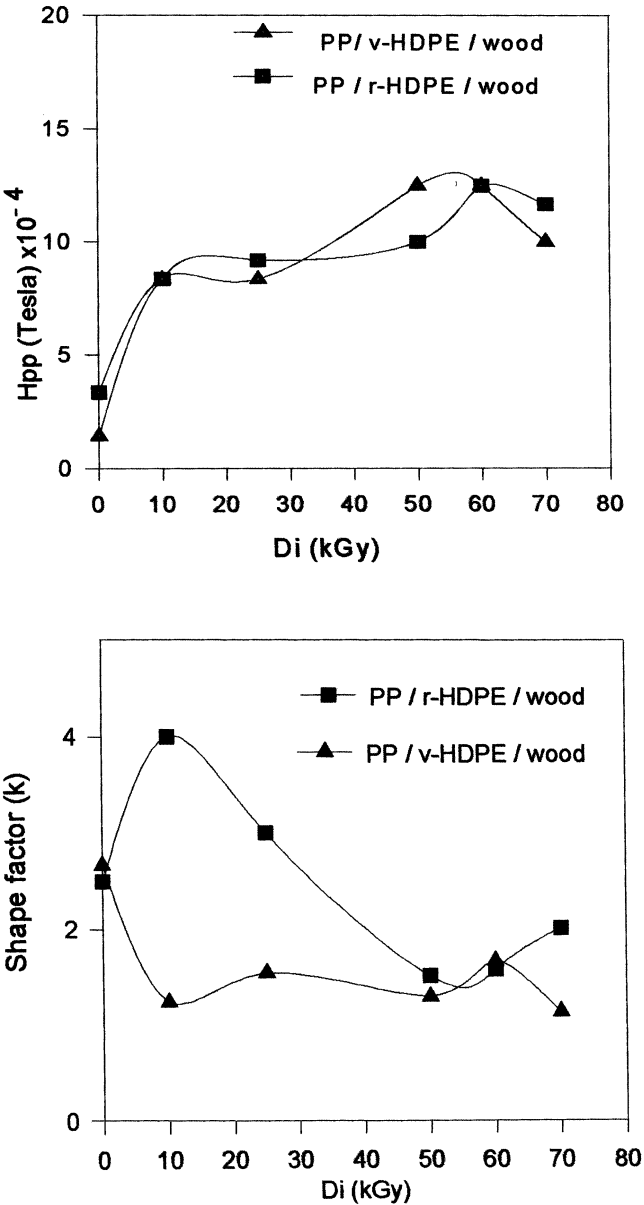 20
PP/ v-HDPE / wood
PP / r-HDPE / wood
15
10
5
0
Hpp (Tesla) x10⁻⁴
0 10 20 30 40 50 60 70 80
Di (kGy)
PP / r-HDPE / wood
4
PP / v-HDPE / wood
2
0
Shape factor (k)
0 10 20 30 40 50 60 70 80
Di (kGy)